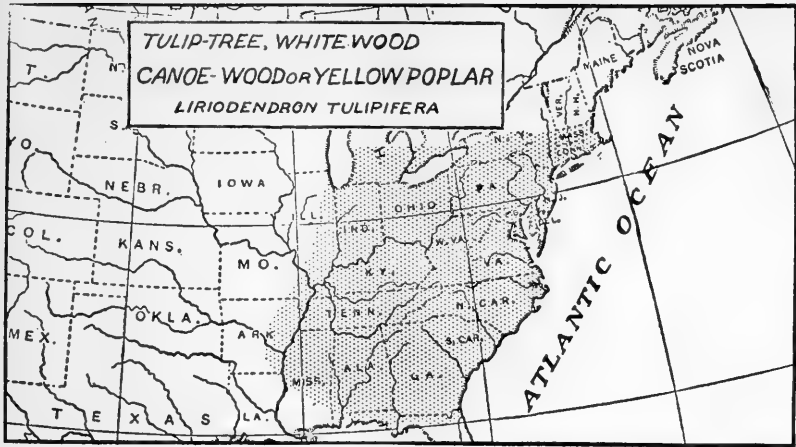 TULIP-TREE, WHITE WOOD
CANOE-WOOD OR YELLOW POPLAR
LIRIODENDRON TULIPIFERA
NOVA
SCOTIA
MAINE
VER.
N.H.
MASS.
CONN.
N.Y.
T.
N
S.
YO.
NEBR.
IOWA
OHIO
PA.
IND.
W.VA.
VA.
COL.
KANS.
MO.
KY.
OKLA.
ARK
TENN.
N. CAR.
S. CAR.
MEX.
MISS.
ALA
GA.
TEXAS
LA.
ATLANTIC OCEAN